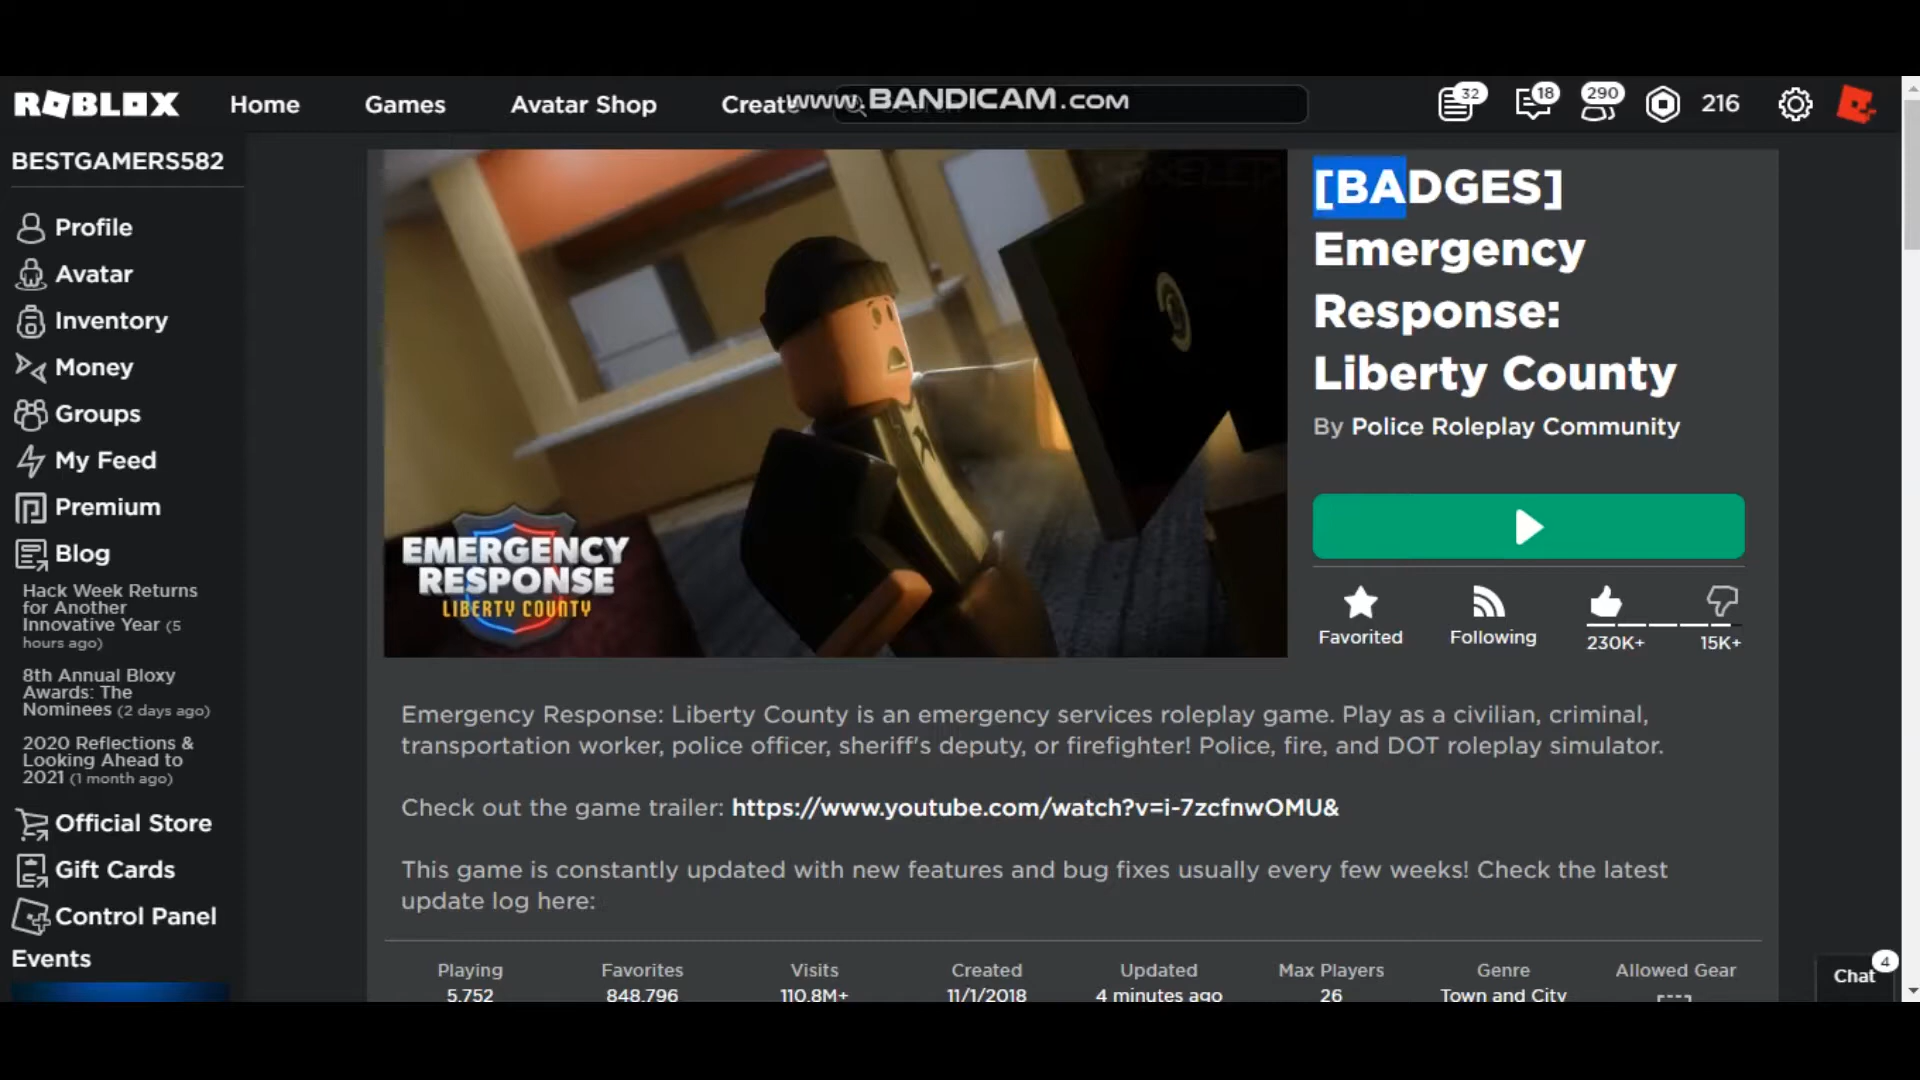 ROBLOX Home Games Avatar Shop Create www.BANDICAM.COM 32 18 290 216
BESTGAMERS582
Profile
Avatar
Inventory
Money
Groups
My Feed
Premium
Blog
Hack Week Returns
for Another
Innovative Year (5
hours ago)
8th Annual Bloxy
Awards: The
Nominees (2 days ago)
2020 Reflections &
Looking Ahead to
2021 (1 month ago)
Official Store
Gift Cards
Control Panel
Events
EMERGENCY
RESPONSE
LIBERTY COUNTY
[BADGES]
Emergency
Response:
Liberty County
By Police Roleplay Community
Favorited Following 230K+ 15K+
Emergency Response: Liberty County is an emergency services roleplay game. Play as a civilian, criminal,
transportation worker, police officer, sheriff's deputy, or firefighter! Police, fire, and DOT roleplay simulator.
Check out the game trailer: https://www.youtube.com/watch?v=i-7zcfnwOMU&
This game is constantly updated with new features and bug fixes usually every few weeks! Check the latest
update log here:
Playing Favorites Visits Created Updated Max Players Genre Allowed Gear
5,752 848,796 110.8M+ 11/1/2018 4 minutes ago 26 Town and City
Chat 4